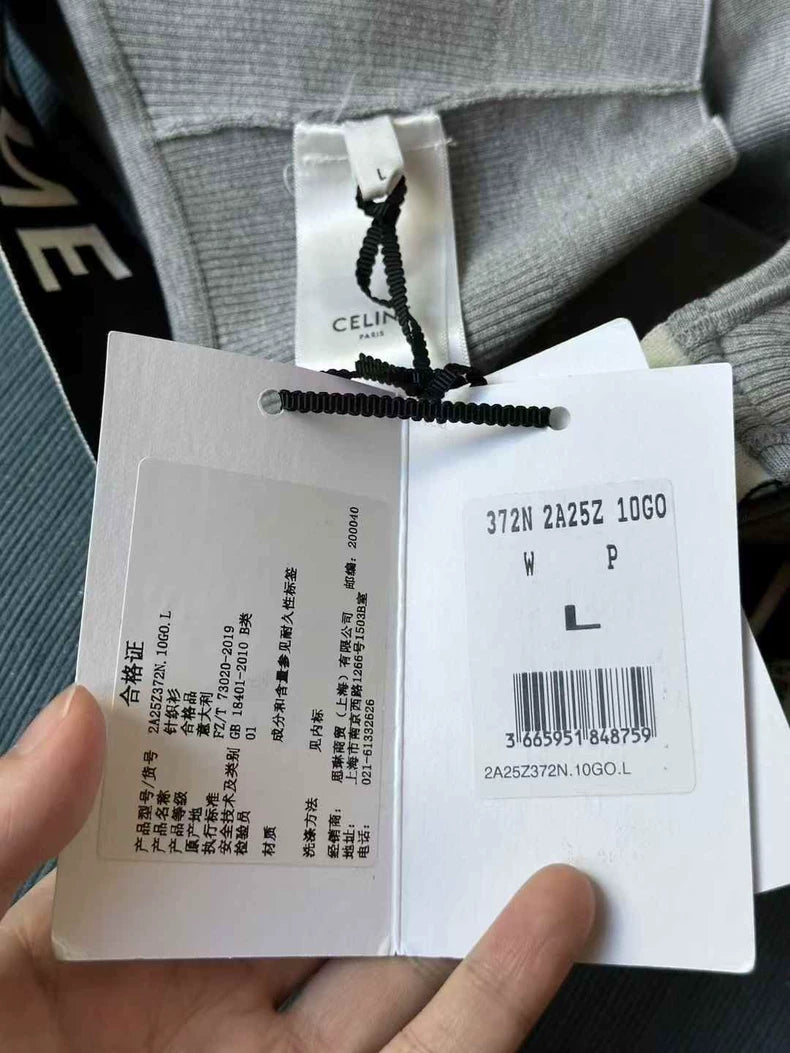 L
CELINE
PARIS
合格证
产品型号/货号 2A25Z372N.10GO.L
产品名称 针织衫
产品等级 合格品
原产地 意大利
执行标准 FZ/T 73020-2019
安全技术及类别 GB 18401-2010 B类
检验员 01
材质 成分和含量参见耐久性标签
洗涤方法 见内标
经销商: 思琳商贸(上海)有限公司 邮编: 200040
地址: 上海市南京西路1266号1503B室
电话: 021-61332626
372N 2A25Z 10GO
W P
L
3 665951 848759
2A25Z372N.10GO.L